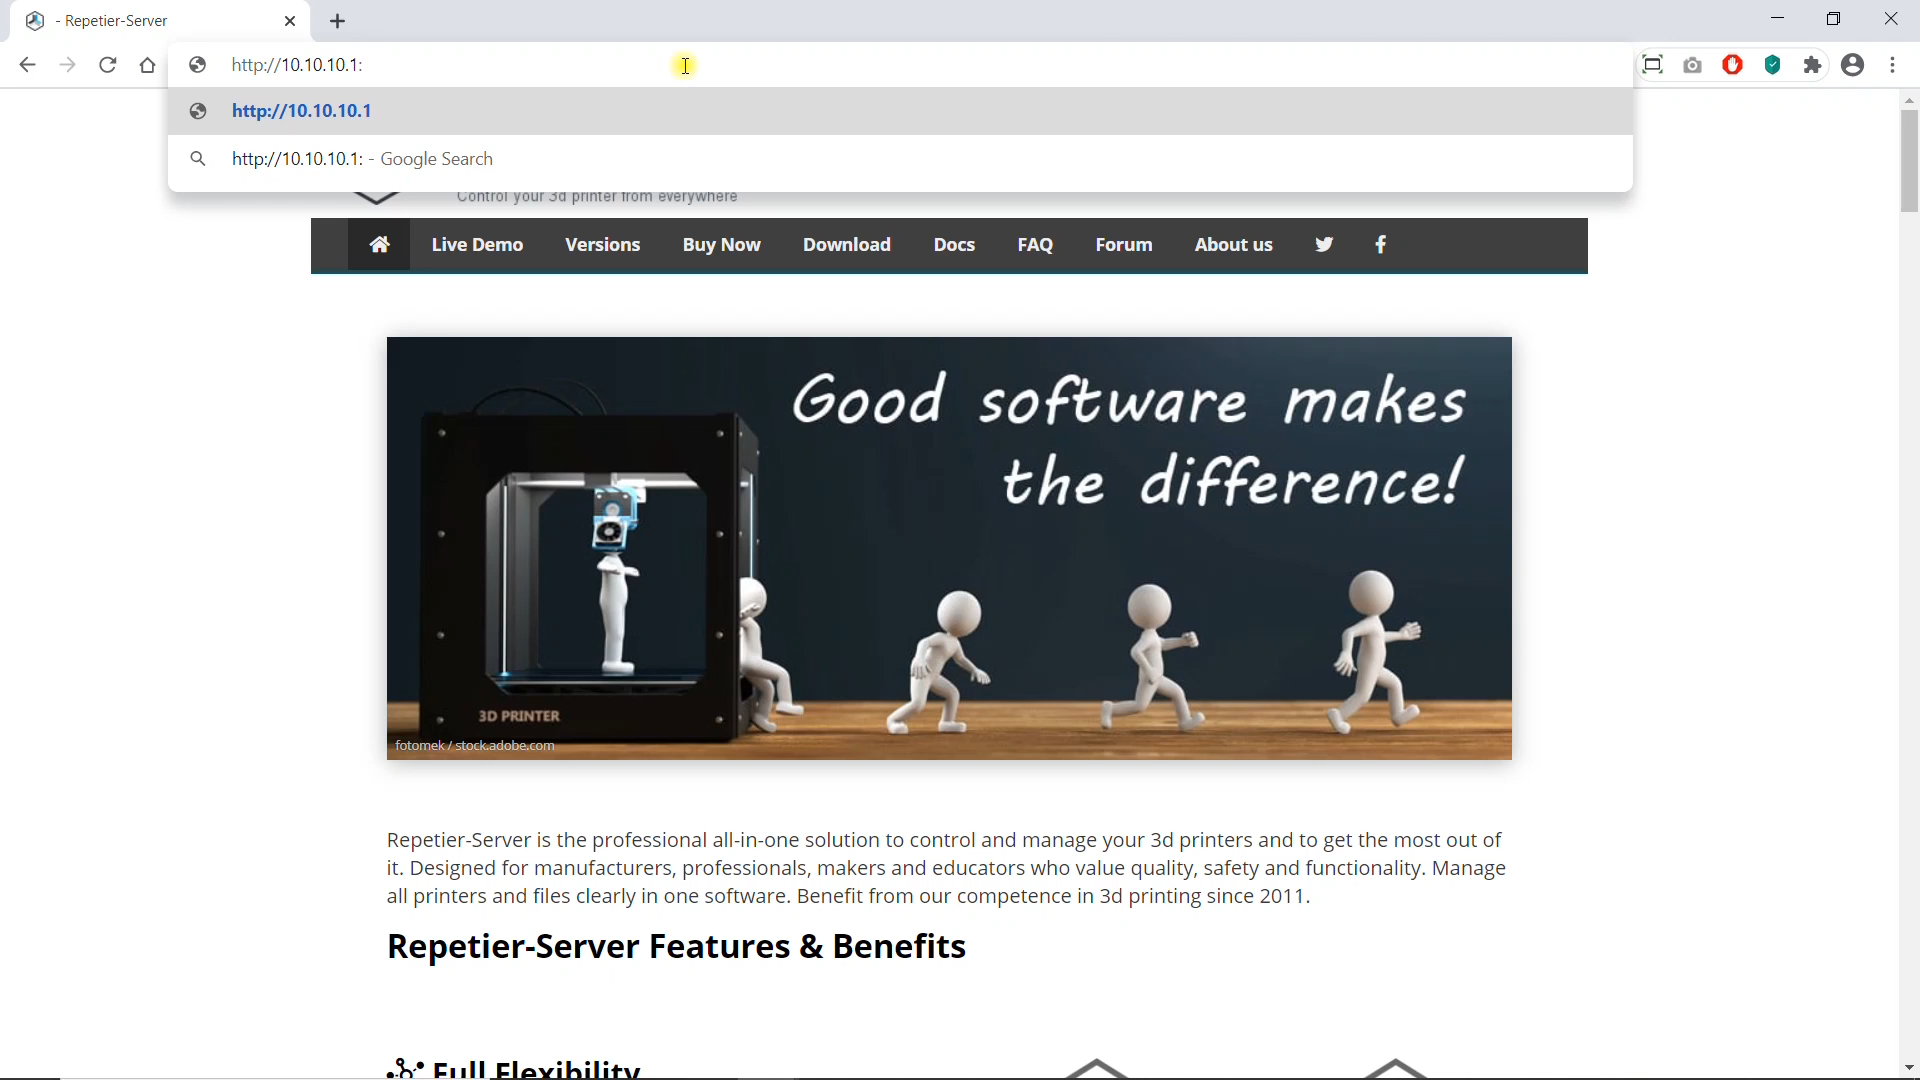 - Repetier-Server
http://10.10.10.1:
http://10.10.10.1
http://10.10.10.1: - Google Search
Control your 3d printer from everywhere
Live Demo Versions Buy Now Download Docs FAQ Forum About us
Good software makes
the difference!
3D PRINTER
fotomek / stock.adobe.com
Repetier-Server is the professional all-in-one solution to control and manage your 3d printers and to get the most out of
it. Designed for manufacturers, professionals, makers and educators who value quality, safety and functionality. Manage
all printers and files clearly in one software. Benefit from our competence in 3d printing since 2011.
Repetier-Server Features & Benefits
Full Flexibility